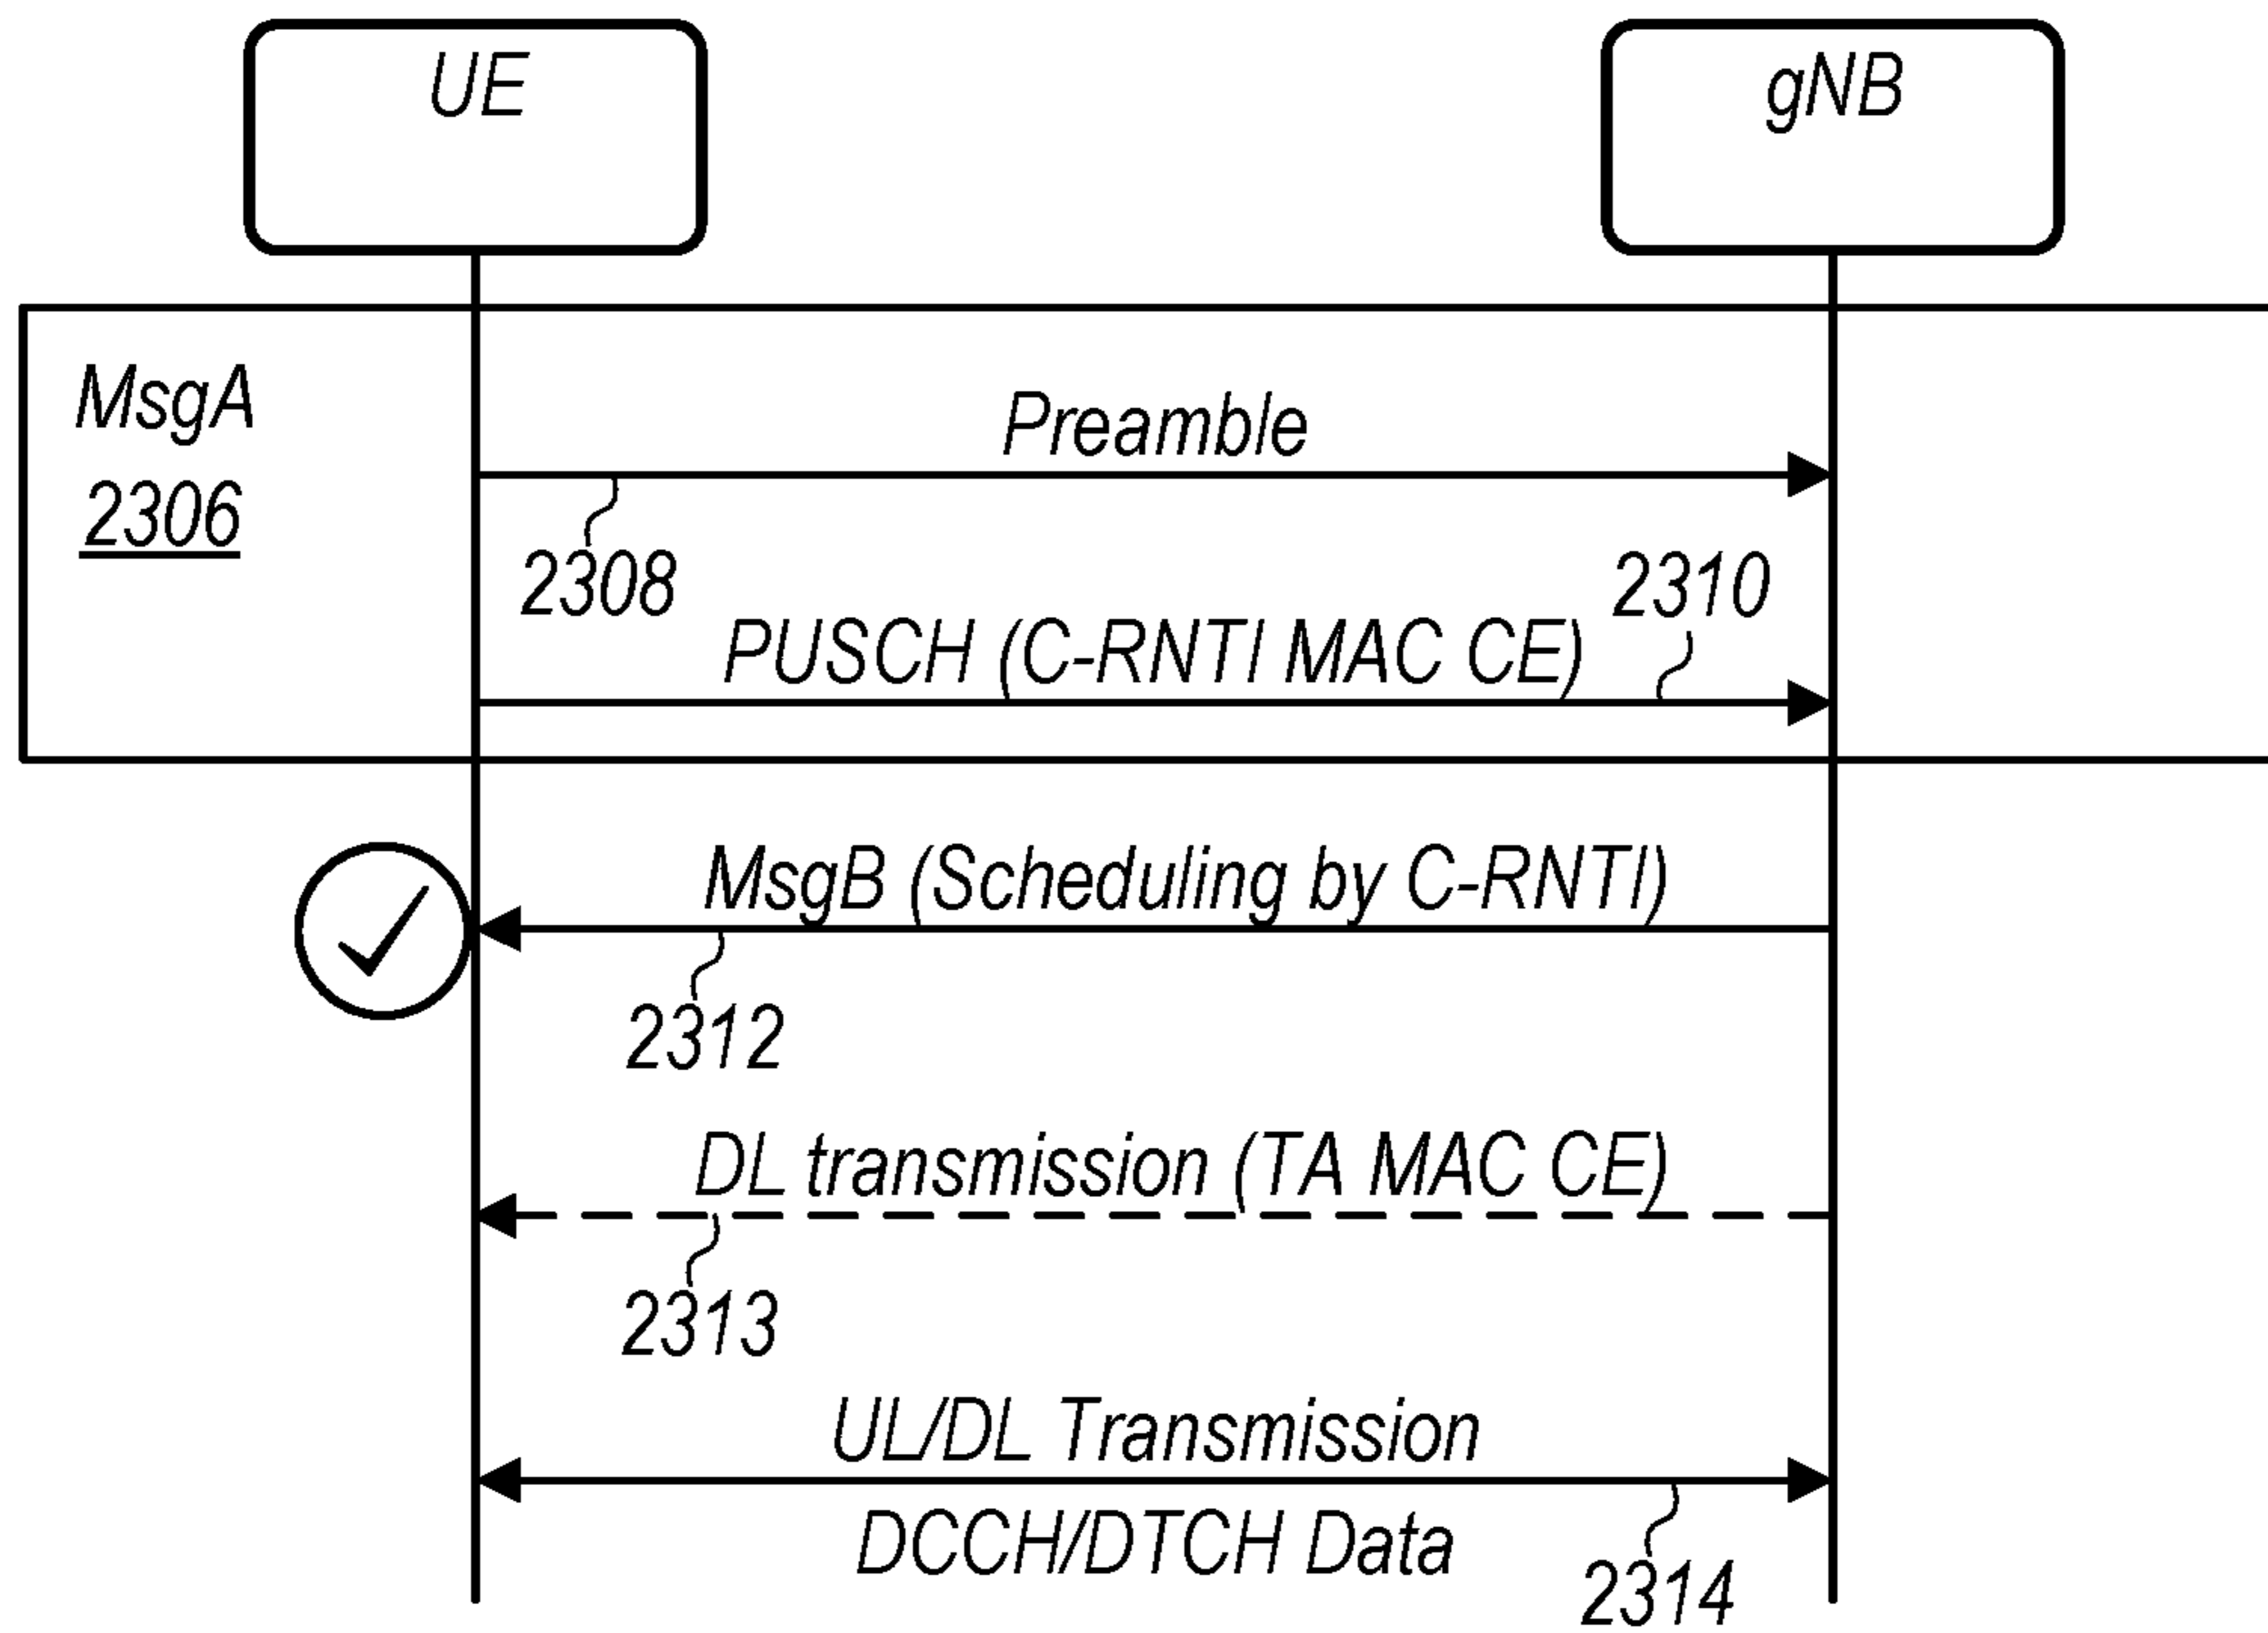 UE
gNB
MsgA
2306
Preamble
2308
2310
PUSCH (C-RNTI MAC CE)
MsgB (Scheduling by C-RNTI)
2312
DL transmission (TA MAC CE)
2313
UL/DL Transmission
DCCH/DTCH Data
2314